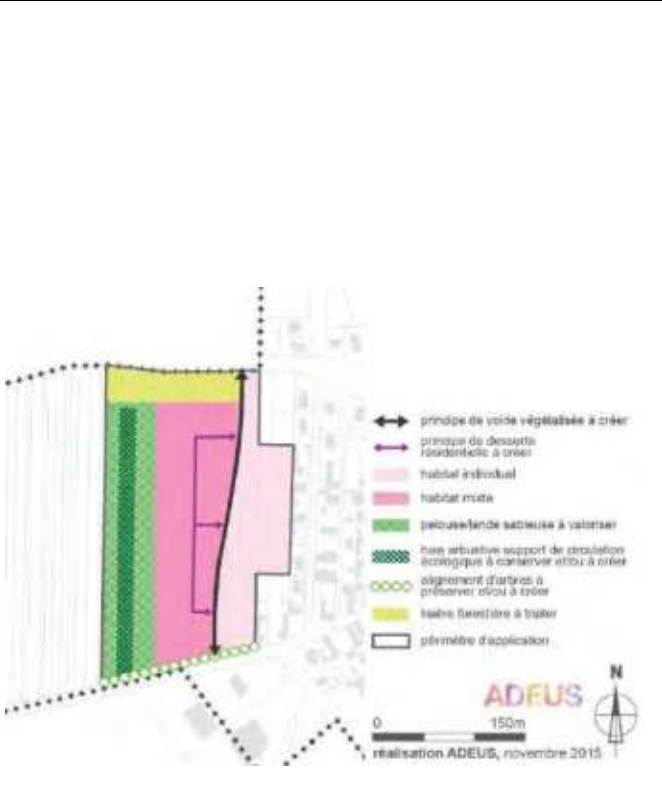 principe de voirie végétalisée à créer
principe de desserte
résidentielle à créer
habitat individuel
habitat mixte
pelouse/lande sableuse à valoriser
haie arbustive support de circulation
écologique à conserver et/ou à créer
alignement d'arbres à
préserver et/ou à créer
lisière forestière à traiter
périmètre d'application
N
ADEUS
0 150m
réalisation ADEUS, novembre 2015